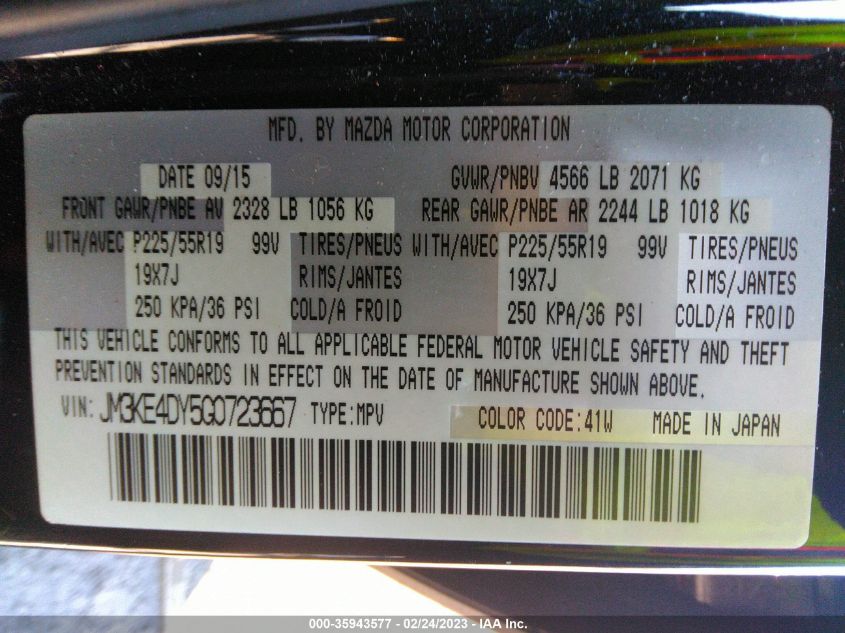 MFD. BY MAZDA MOTOR CORPORATION
DATE 09/15 GVWR/PNBV 4566 LB 2071 KG
FRONT GAWR/PNBE AV 2328 LB 1056 KG REAR GAWR/PNBE AR 2244 LB 1018 KG
WITH/AVEC P225/55R19 99V TIRES/PNEUS WITH/AVEC P225/55R19 99V TIRES/PNEUS
19X7J RIMS/JANTES 19X7J RIMS/JANTES
250 KPA/36 PSI COLD/A FROID 250 KPA/36 PSI COLD/A FROID
THIS VEHICLE CONFORMS TO ALL APPLICABLE FEDERAL MOTOR VEHICLE SAFETY AND THEFT
PREVENTION STANDARDS IN EFFECT ON THE DATE OF MANUFACTURE SHOWN ABOVE.
VIN: JM3KE4DY5G0723667 TYPE:MPV COLOR CODE:41W MADE IN JAPAN
000-35943577 - 02/24/2023 - IAA Inc.